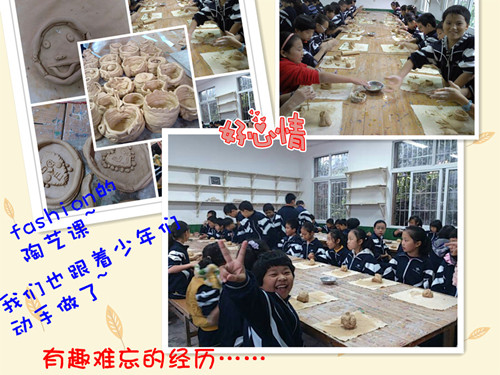 好心情
fashion的
陶艺课~
我们也跟着少年们
动手做了~
有趣难忘的经历……